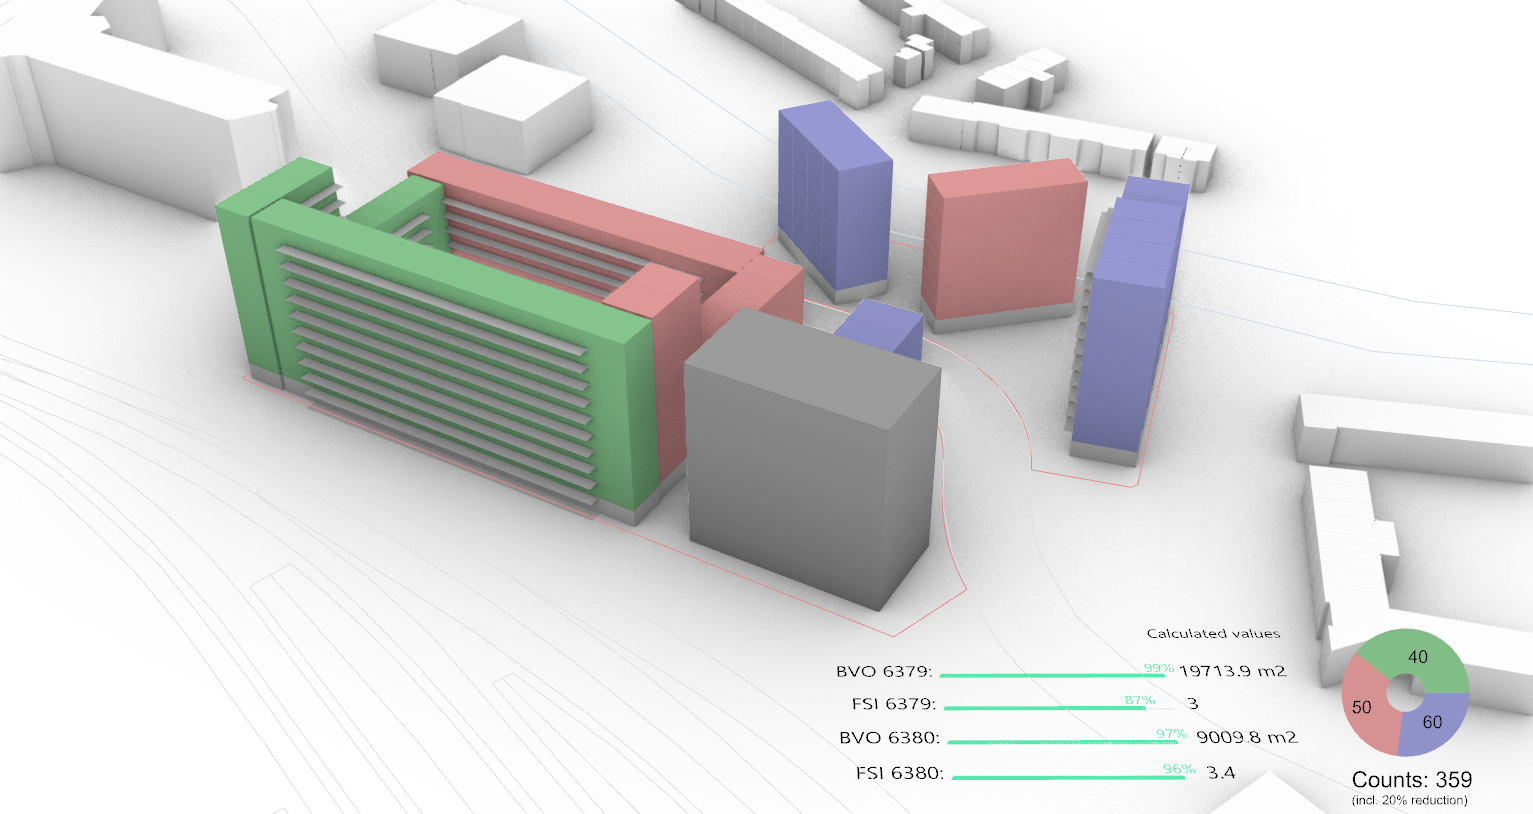 Calculated values
BVO 6379: 99% 19713.9 m2
FSI 6379: 87% 3
BVO 6380: 97% 9009.8 m2
FSI 6380: 96% 3.4
40
50
60
Counts: 359
(incl. 20% reduction)